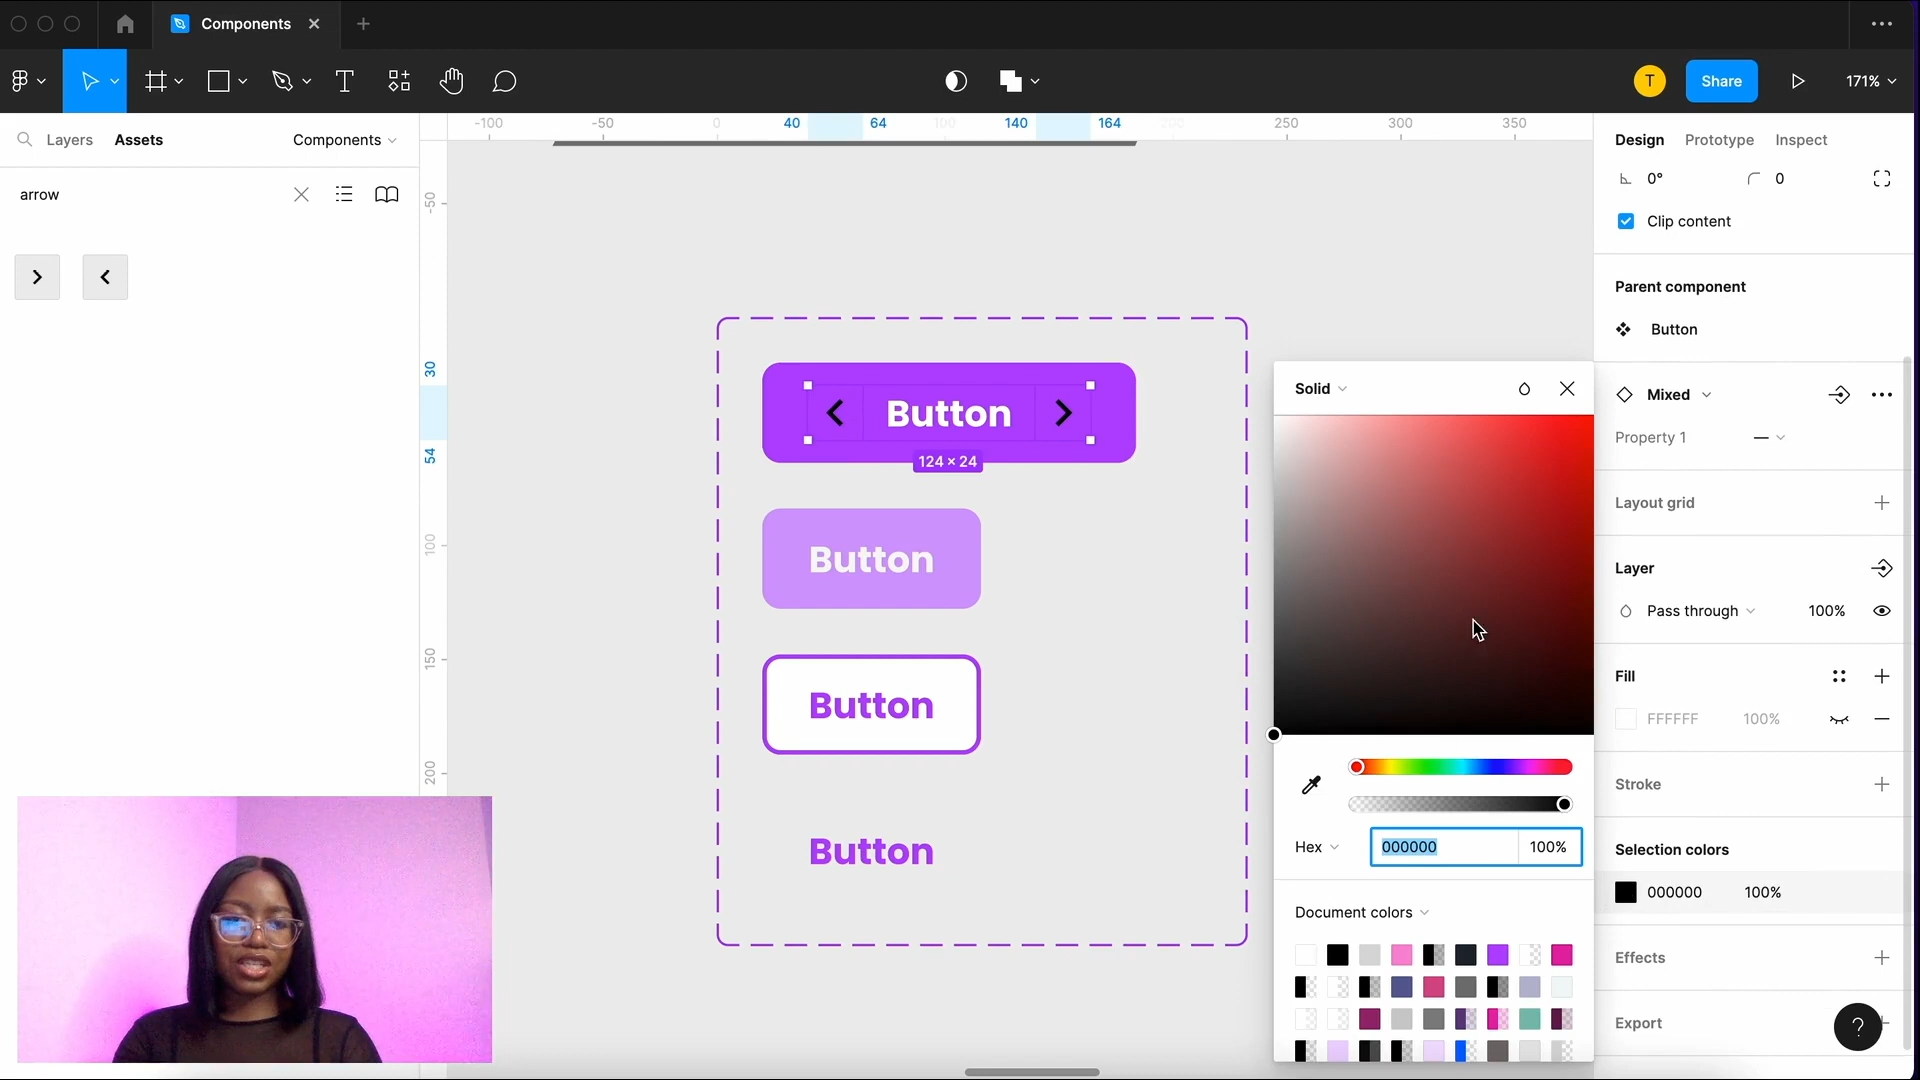 Components
T
Share
171%
Layers
Assets
Components
arrow
-100
-50
0
40
64
100
140
164
200
250
300
350
Design
Prototype
Inspect
0°
0
Clip content
-50
30
54
100
150
200
Button
124 × 24
Button
Button
Button
Solid
Hex
000000
100%
Document colors
Parent component
Button
Mixed
Property 1
Layout grid
Layer
Pass through
100%
Fill
FFFFFF
100%
Stroke
Selection colors
000000
100%
Effects
Export
?